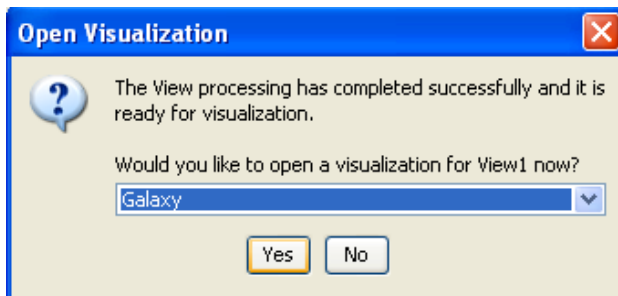 Open Visualization
The View processing has completed successfully and it is
ready for visualization.
Would you like to open a visualization for View1 now?
Galaxy
Yes No